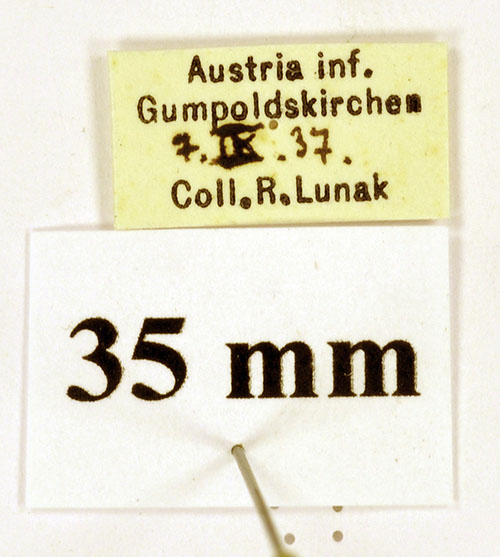 Austria inf.
Gumpoldskirchen
7. IX. 37.
Coll. R. Lunak
35 mm